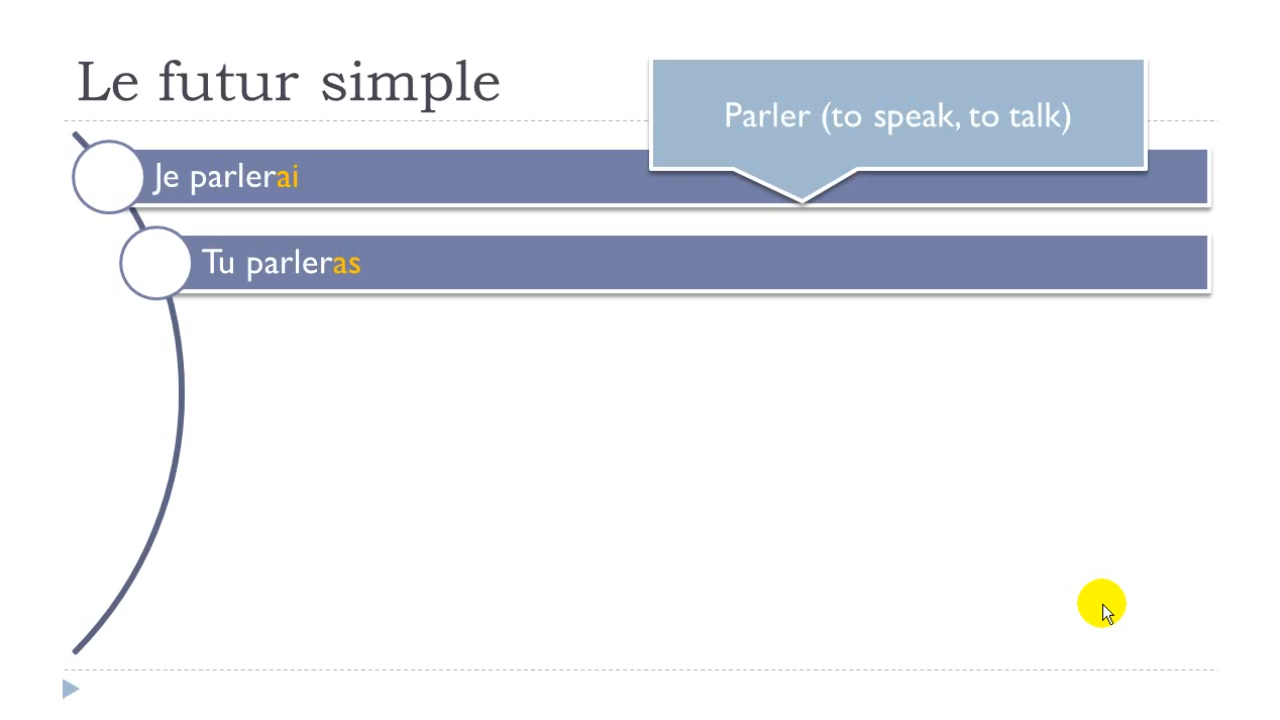 Le futur simple
Parler (to speak, to talk)
Je parlerai
Tu parleras